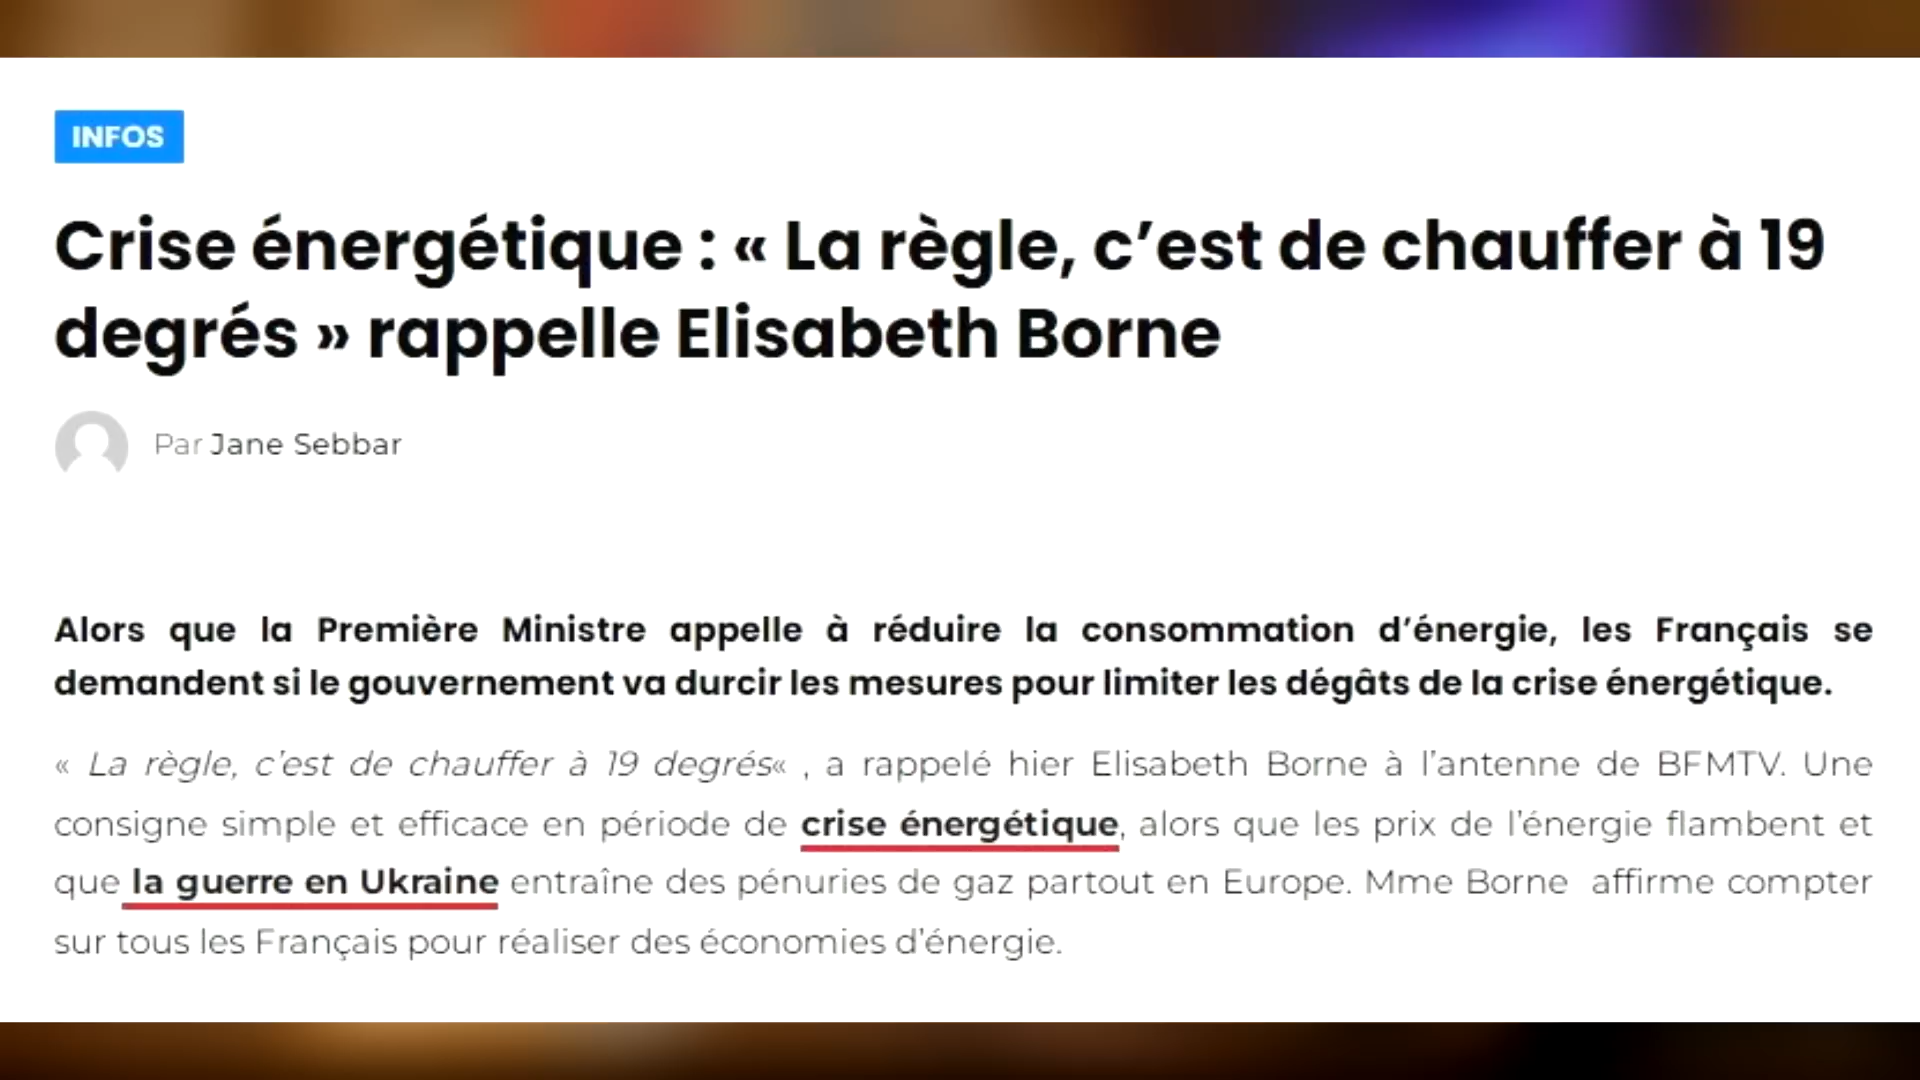 INFOS
Crise énergétique : « La règle, c’est de chauffer à 19
degrés » rappelle Elisabeth Borne
Par Jane Sebbar
Alors que la Première Ministre appelle à réduire la consommation d’énergie, les Français se
demandent si le gouvernement va durcir les mesures pour limiter les dégâts de la crise énergétique.
« La règle, c’est de chauffer à 19 degrés« , a rappelé hier Elisabeth Borne à l’antenne de BFMTV. Une
consigne simple et efficace en période de crise énergétique, alors que les prix de l’énergie flambent et
que la guerre en Ukraine entraîne des pénuries de gaz partout en Europe. Mme Borne  affirme compter
sur tous les Français pour réaliser des économies d’énergie.